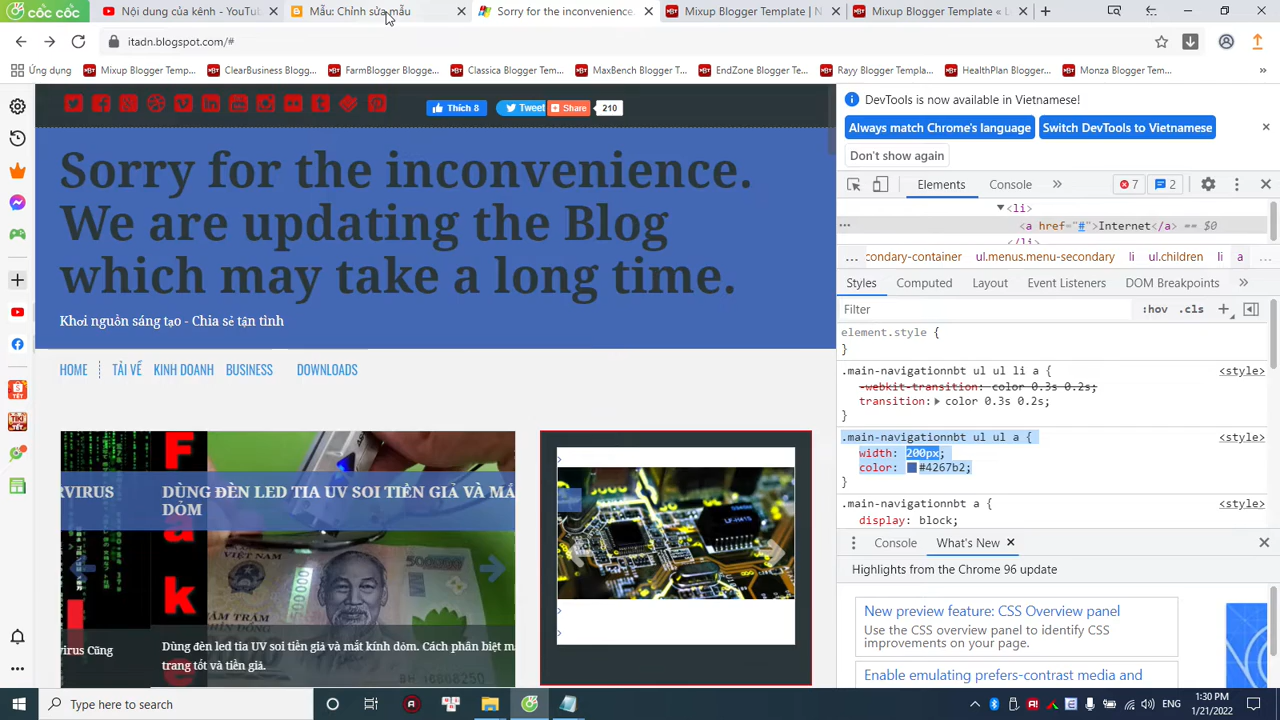 CỐC CỐC
Nội dung của kênh - YouTu
Mẫu: Chỉnh sửa mẫu
Sorry for the inconvenience.
Mixup Blogger Template | N
Mixup Blogger Template « L
itadn.blogspot.com/#
Ứng dụng
Mixup Blogger Temp...
ClearBusiness Blogg...
FarmBlogger Blogge...
Classica Blogger Te...
MaxBench Blogger T...
EndZone Blogger Te...
Rayy Blogger Templa...
HealthPlan Blogger...
Monza Blogger Tem...
Thích 8
Tweet
Share
210
Sorry for the inconvenience.
We are updating the Blog
which may take a long time.
Khơi nguồn sáng tạo - Chia sẻ tận tình
HOME
TẢI VỀ
KINH DOANH
BUSINESS
DOWNLOADS
RVIRUS
DÙNG ĐÈN LED TIA UV SOI TIỀN GIẢ VÀ MẮ
DÒM
Fake
VIỆT NAM
500000
TRĂM
virus Cũng
Dùng đèn led tia UV soi tiền giả và mắt kính dỏm. Cách phân biệt m
trang tốt và tiền giả.
DevTools is now available in Vietnamese!
Always match Chrome's language
Switch DevTools to Vietnamese
Don't show again
Elements
Console
7
2
<li>
<a href="#">Internet</a> == $0
</li>
...
condary-container
ul.menus.menu-secondary
li
ul.children
li
a
...
Styles
Computed
Layout
Event Listeners
DOM Breakpoints
Filter
:hov
.cls
element.style {
}
.main-navigationnbt ul ul li a {
<style>
-webkit-transition: color 0.3s 0.2s;
transition: color 0.3s 0.2s;
}
.main-navigationnbt ul ul a {
<style>
width: 200px;
color: #4267b2;
}
.main-navigationnbt a {
<style>
display: block;
Console
What's New
Highlights from the Chrome 96 update
New preview feature: CSS Overview panel
Use the CSS overview panel to identify CSS
improvements on your page.
Enable emulating prefers-contrast media and
Type here to search
ENG
1:30 PM
1/21/2022